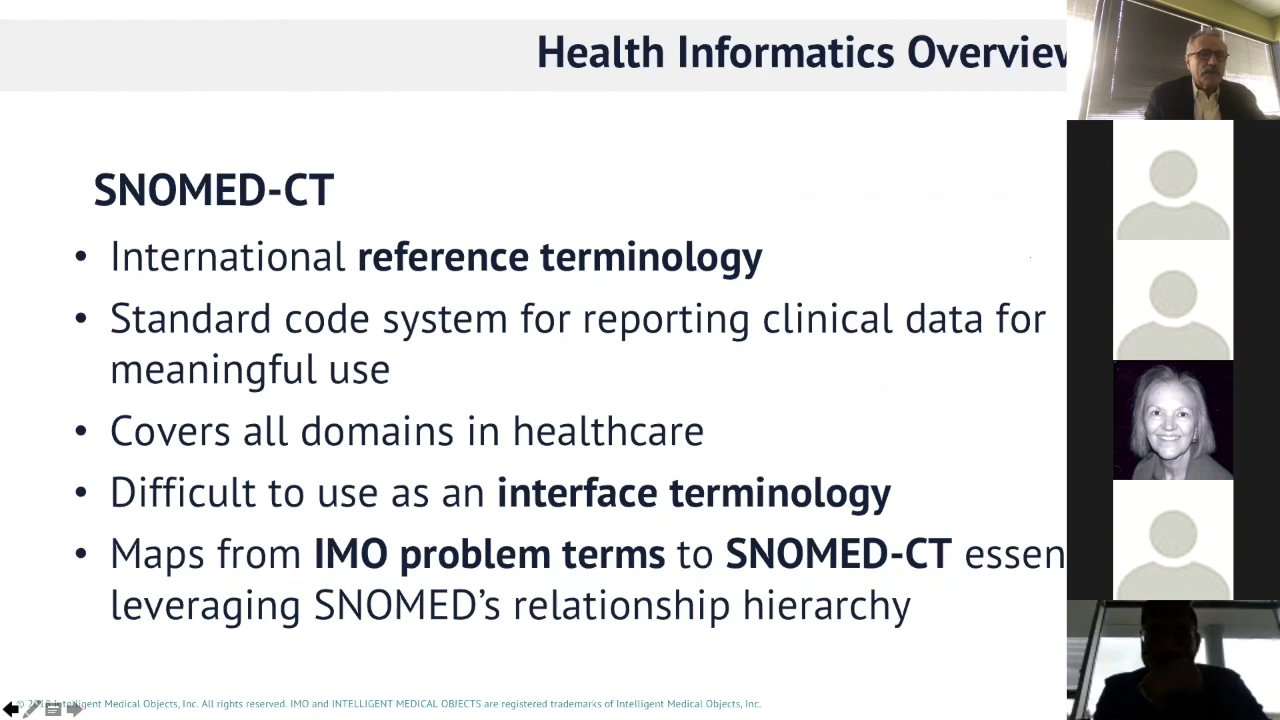 Health Informatics Overview
SNOMED-CT
• International reference terminology
• Standard code system for reporting clinical data for
meaningful use
• Covers all domains in healthcare
• Difficult to use as an interface terminology
• Maps from IMO problem terms to SNOMED-CT essen
leveraging SNOMED's relationship hierarchy
© Intelligent Medical Objects, Inc. All rights reserved. IMO and INTELLIGENT MEDICAL OBJECTS are registered trademarks of Intelligent Medical Objects, Inc.